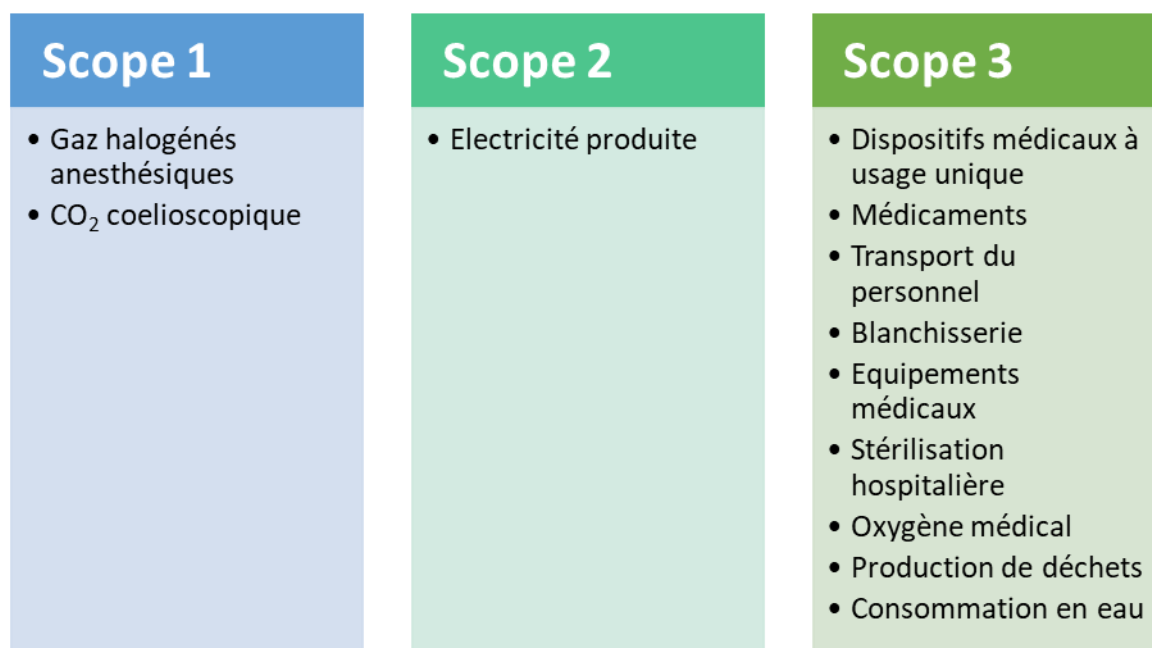 Scope 1
• Gaz halogénés
anesthésiques
• CO₂ coelioscopique
Scope 2
• Electricité produite
Scope 3
• Dispositifs médicaux à
usage unique
• Médicaments
• Transport du
personnel
• Blanchisserie
• Equipements
médicaux
• Stérilisation
hospitalière
• Oxygène médical
• Production de déchets
• Consommation en eau